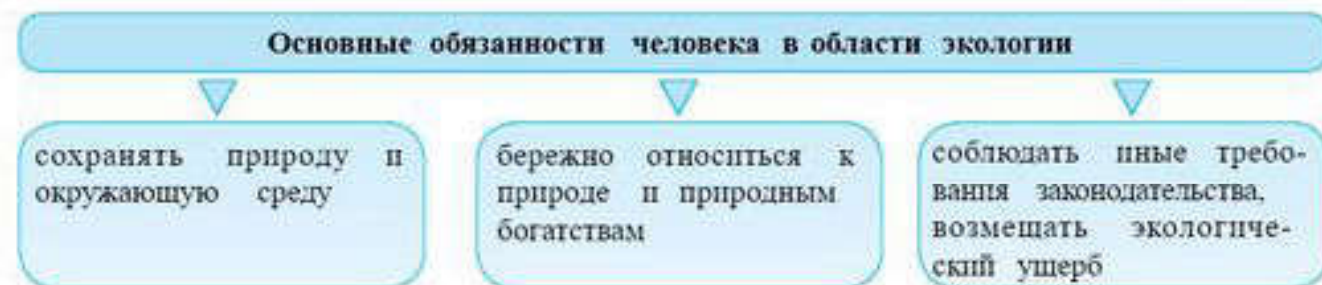 Основные обязанности человека в области экологии
сохранять природу и
окружающую среду
бережно относиться к
природе и природным
богатствам
соблюдать иные требо-
вания законодательства,
возмещать экологиче-
ский ущерб